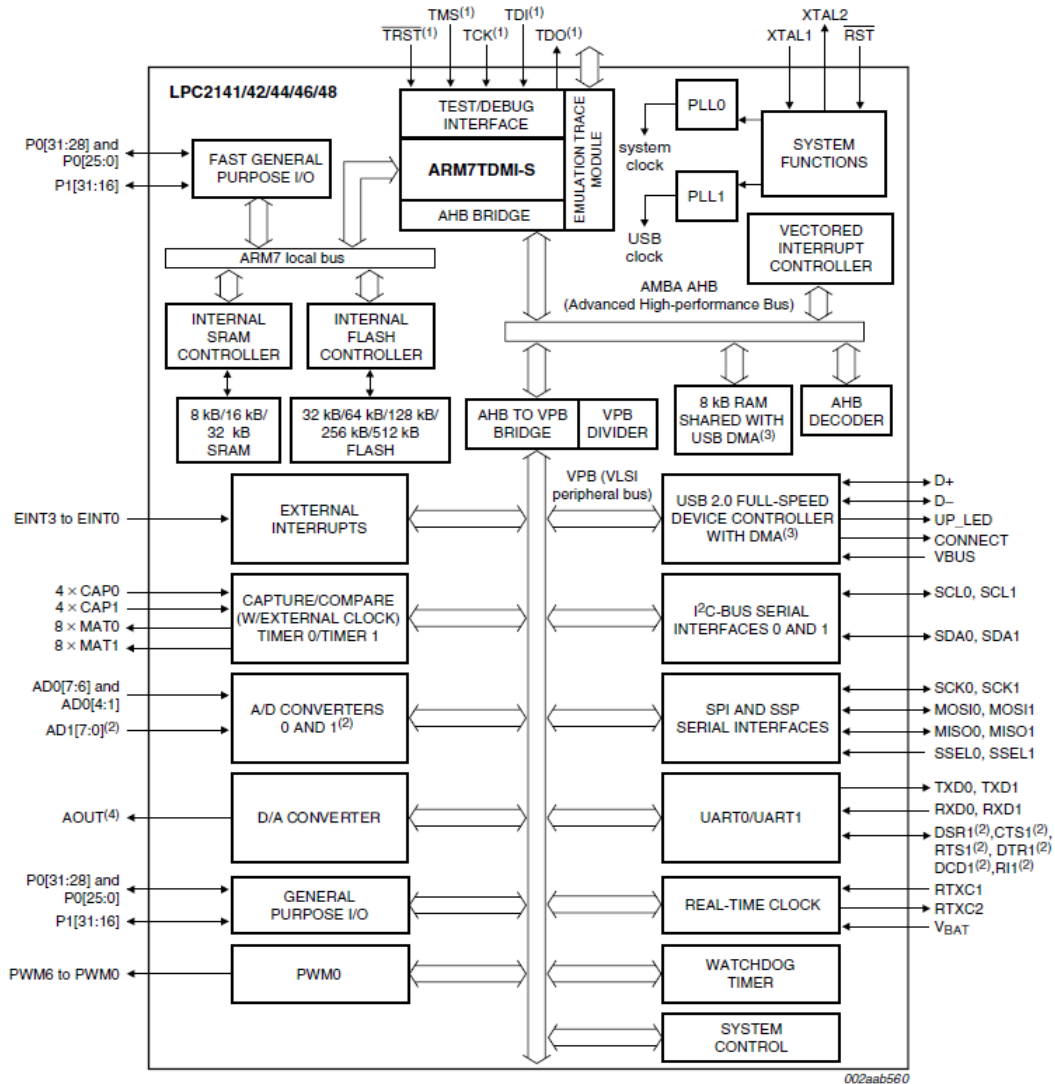 TMS(1)
TDI(1)
XTAL2
TRST(1)
TCK(1)
TDO(1)
XTAL1
RST
LPC2141/42/44/46/48
TEST/DEBUG
INTERFACE
EMULATION TRACE
MODULE
PLL0
system
clock
SYSTEM
FUNCTIONS
P0[31:28] and
P0[25:0]
P1[31:16]
FAST GENERAL
PURPOSE I/O
ARM7TDMI-S
AHB BRIDGE
PLL1
USB
clock
VECTORED
INTERRUPT
CONTROLLER
ARM7 local bus
AMBA AHB
(Advanced High-performance Bus)
INTERNAL
SRAM
CONTROLLER
INTERNAL
FLASH
CONTROLLER
8 kB/16 kB/
32 kB
SRAM
32 kB/64 kB/128 kB/
256 kB/512 kB
FLASH
AHB TO VPB
BRIDGE
VPB
DIVIDER
8 kB RAM
SHARED WITH
USB DMA(3)
AHB
DECODER
VPB (VLSI
peripheral bus)
EINT3 to EINT0
EXTERNAL
INTERRUPTS
USB 2.0 FULL-SPEED
DEVICE CONTROLLER
WITH DMA(3)
D+
D–
UP_LED
CONNECT
VBUS
4 × CAP0
4 × CAP1
8 × MAT0
8 × MAT1
CAPTURE/COMPARE
(W/EXTERNAL CLOCK)
TIMER 0/TIMER 1
I2C-BUS SERIAL
INTERFACES 0 AND 1
SCL0, SCL1
SDA0, SDA1
AD0[7:6] and
AD0[4:1]
AD1[7:0](2)
A/D CONVERTERS
0 AND 1(2)
SPI AND SSP
SERIAL INTERFACES
SCK0, SCK1
MOSI0, MOSI1
MISO0, MISO1
SSEL0, SSEL1
AOUT(4)
D/A CONVERTER
UART0/UART1
TXD0, TXD1
RXD0, RXD1
DSR1(2),CTS1(2),
RTS1(2), DTR1(2)
DCD1(2),RI1(2)
P0[31:28] and
P0[25:0]
P1[31:16]
GENERAL
PURPOSE I/O
REAL-TIME CLOCK
RTXC1
RTXC2
VBAT
PWM6 to PWM0
PWM0
WATCHDOG
TIMER
SYSTEM
CONTROL
002aab560